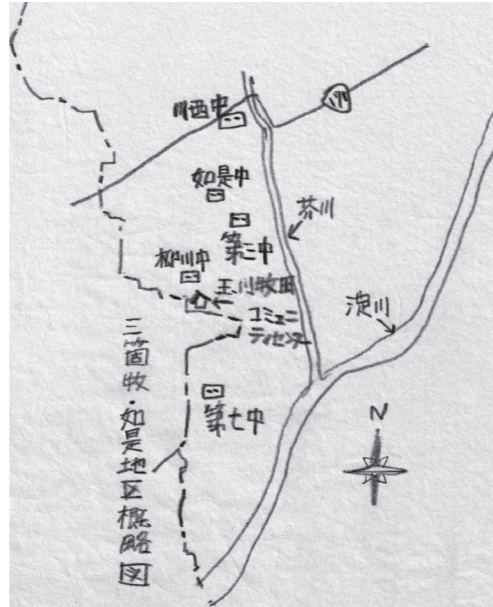 川西中
如是中
芥川
第三中
柳川中
玉川牧田
コミュニ
ティセンター
淀川
第七中
N
三箇牧・如是地区概略図